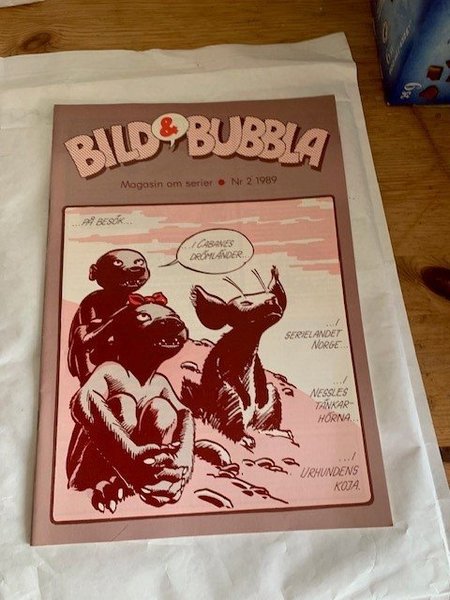 BILD & BUBBLA
Magasin om serier • Nr 2 1989
...PÅ BESÖK...
...I CABANES
DRÖMLÄNDER...
...I
SERIELANDET
NORGE...
...I
NESSLES
TÄNKAR-
HÖRNA...
...I
URHUNDENS
KOJA.